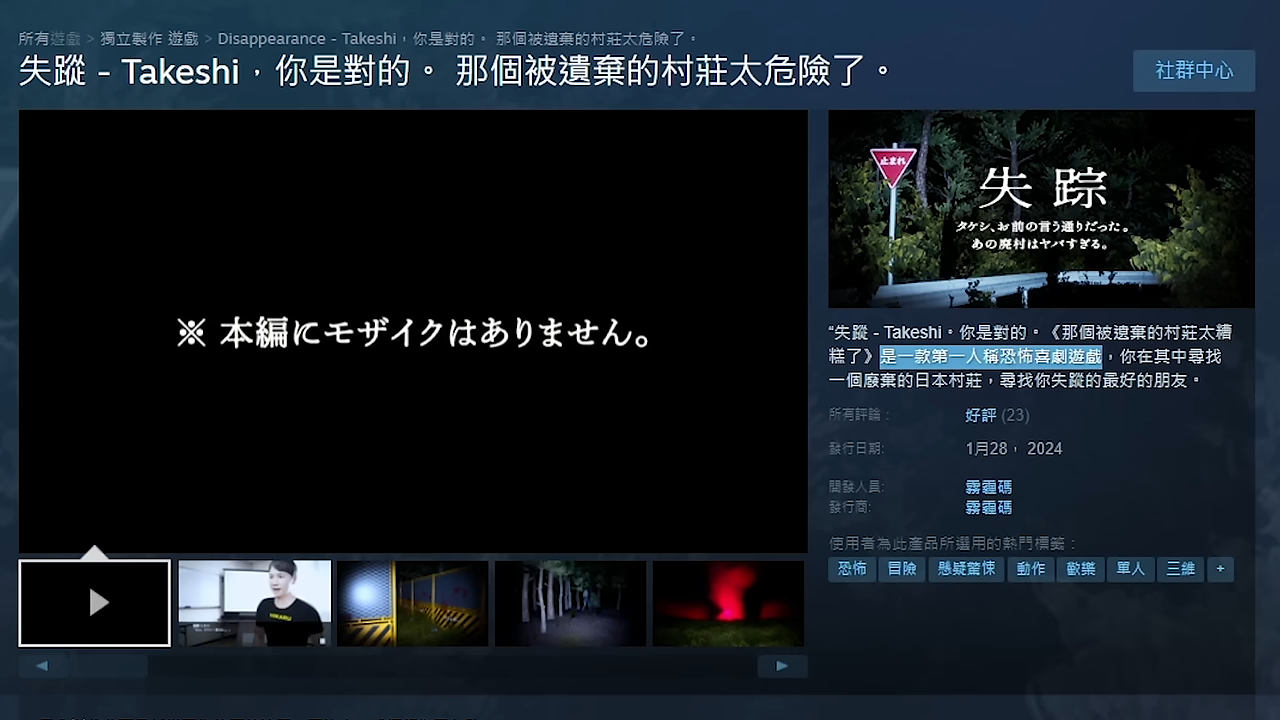 所有遊戲 > 獨立製作 遊戲 > Disappearance - Takeshi，你是對的。 那個被遺棄的村莊太危險了。
失蹤 - Takeshi，你是對的。 那個被遺棄的村莊太危險了。
社群中心
※ 本編にモザイクはありません。
止まれ
失踪
タケシ、お前の言う通りだった。
あの廃村はヤバすぎる。
“失蹤 - Takeshi。你是對的。《那個被遺棄的村莊太糟
糕了》是一款第一人稱恐怖喜劇遊戲，你在其中尋找
一個廢棄的日本村莊，尋找你失蹤的最好的朋友。
所有評論： 好評 (23)
發行日期: 1月28， 2024
開發人員: 霧霾碼
發行商: 霧霾碼
使用者為此產品所選用的熱門標籤：
恐怖 冒險 懸疑驚悚 動作 歡樂 單人 三維 +